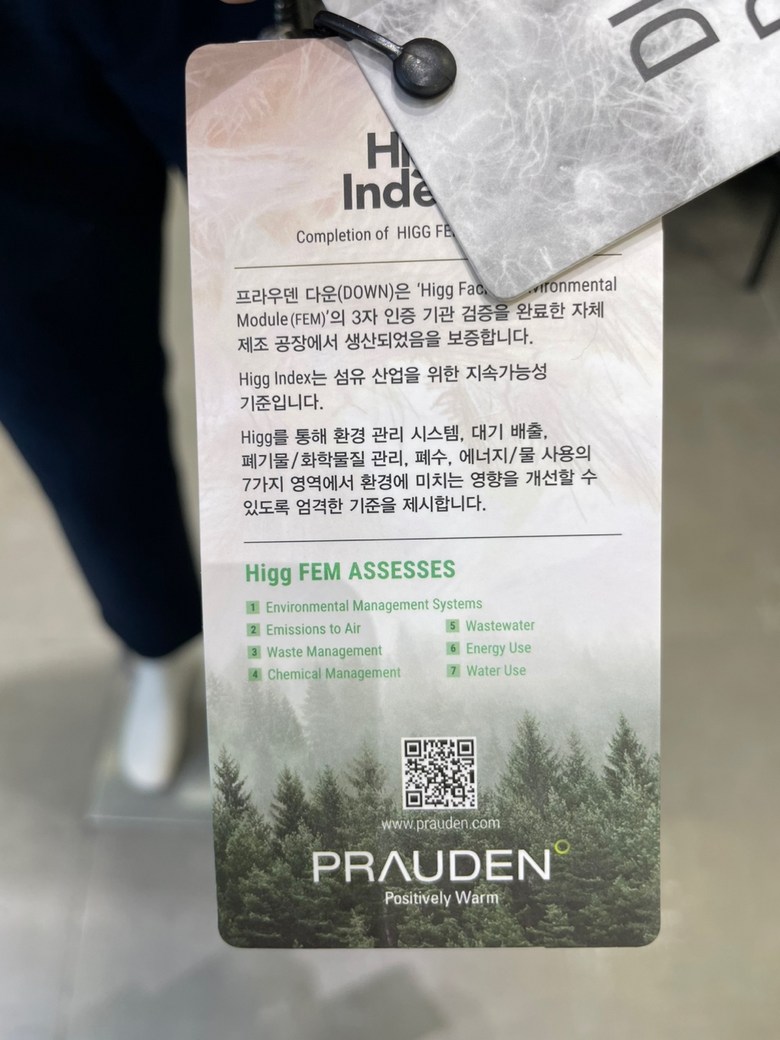 Completion of HIGG
프라우덴 다운(DOWN)은 ‘Higg
Module(FEM)’의 3자 인증 기관 검증을 완료한 자체
제조 공장에서 생산되었음을 보증합니다.
Higg Index는 섬유 산업을 위한 지속가능성
기준입니다.
Higg를 통해 환경 관리 시스템, 대기 배출,
폐기물/화학물질 관리, 폐수, 에너지/물 사용의
7가지 영역에서 환경에 미치는 영향을 개선할 수
있도록 엄격한 기준을 제시합니다.
Higg FEM ASSESSES
1 Environmental Management Systems
2 Emissions to Air
3 Waste Management
4 Chemical Management
5 Wastewater
6 Energy Use
7 Water Use
www.prauden.com
PRAUDEN
Positively Warm